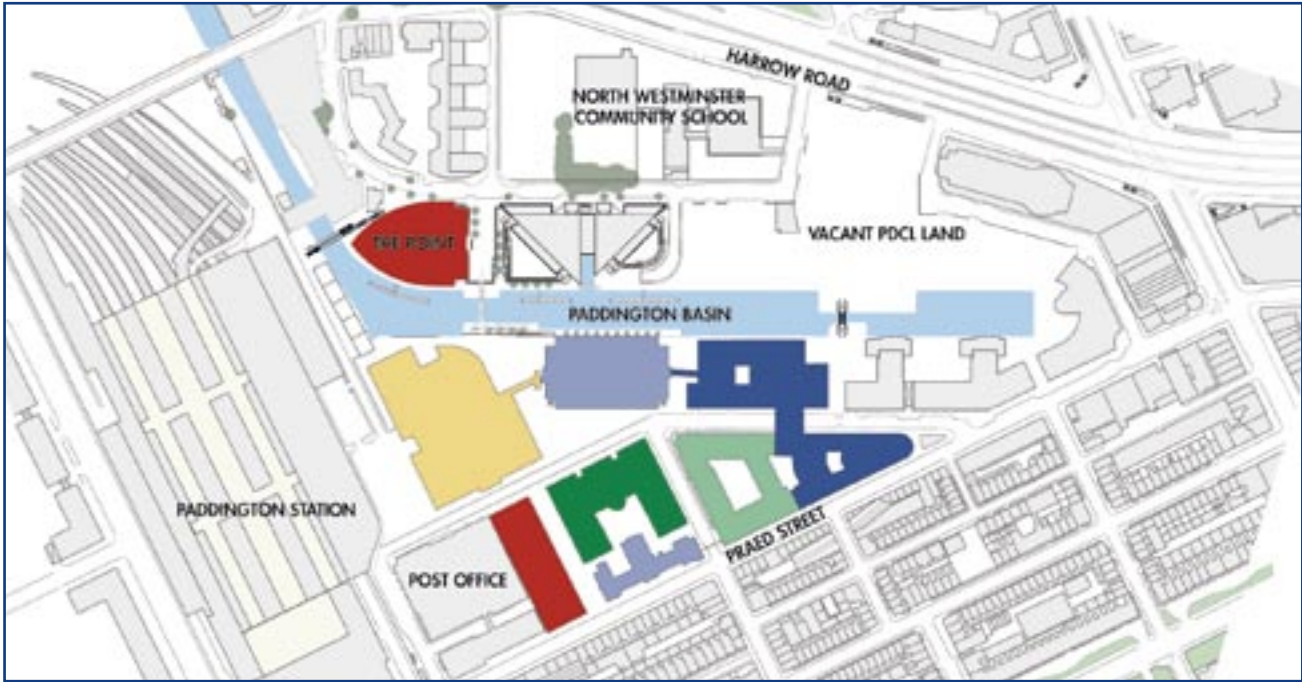 HARROW ROAD
NORTH WESTMINSTER
COMMUNITY SCHOOL
THE POINT
VACANT PDCL LAND
PADDINGTON BASIN
PADDINGTON STATION
PRAED STREET
POST OFFICE